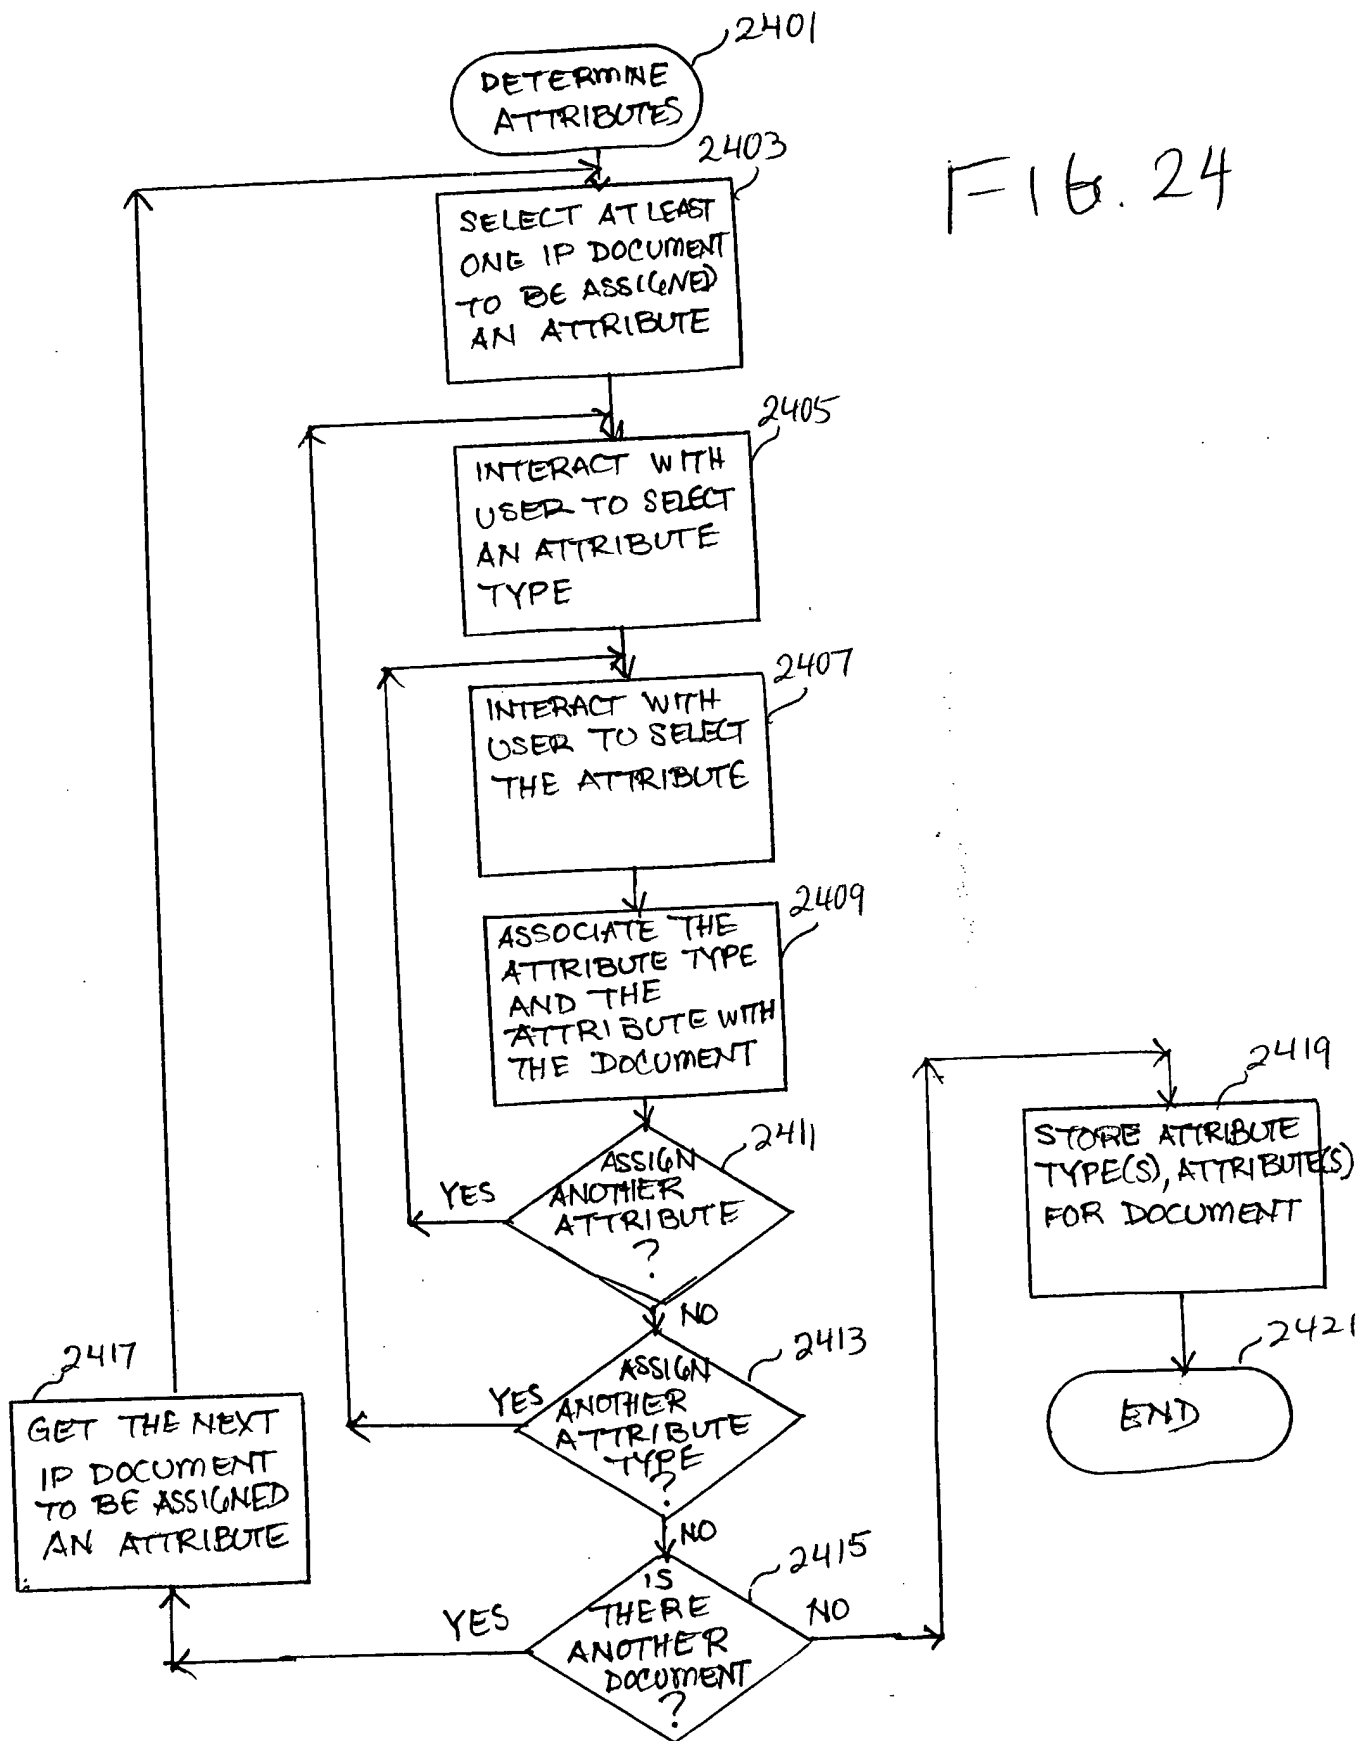 2401
DETERMINE
ATTRIBUTES
2403
FIG. 24
SELECT AT LEAST
ONE IP DOCUMENT
TO BE ASSIGNED
AN ATTRIBUTE
2405
INTERACT WITH
USER TO SELECT
AN ATTRIBUTE
TYPE
2407
INTERACT WITH
USER TO SELECT
THE ATTRIBUTE
2409
ASSOCIATE THE
ATTRIBUTE TYPE
AND THE
ATTRIBUTE WITH
THE DOCUMENT
2411
ASSIGN
ANOTHER
ATTRIBUTE
?
YES
NO
2413
ASSIGN
ANOTHER
ATTRIBUTE
TYPE
?
YES
NO
2415
IS
THERE
ANOTHER
DOCUMENT
?
YES
NO
2417
GET THE NEXT
IP DOCUMENT
TO BE ASSIGNED
AN ATTRIBUTE
2419
STORE ATTRIBUTE
TYPE(S), ATTRIBUTE(S)
FOR DOCUMENT
2421
END